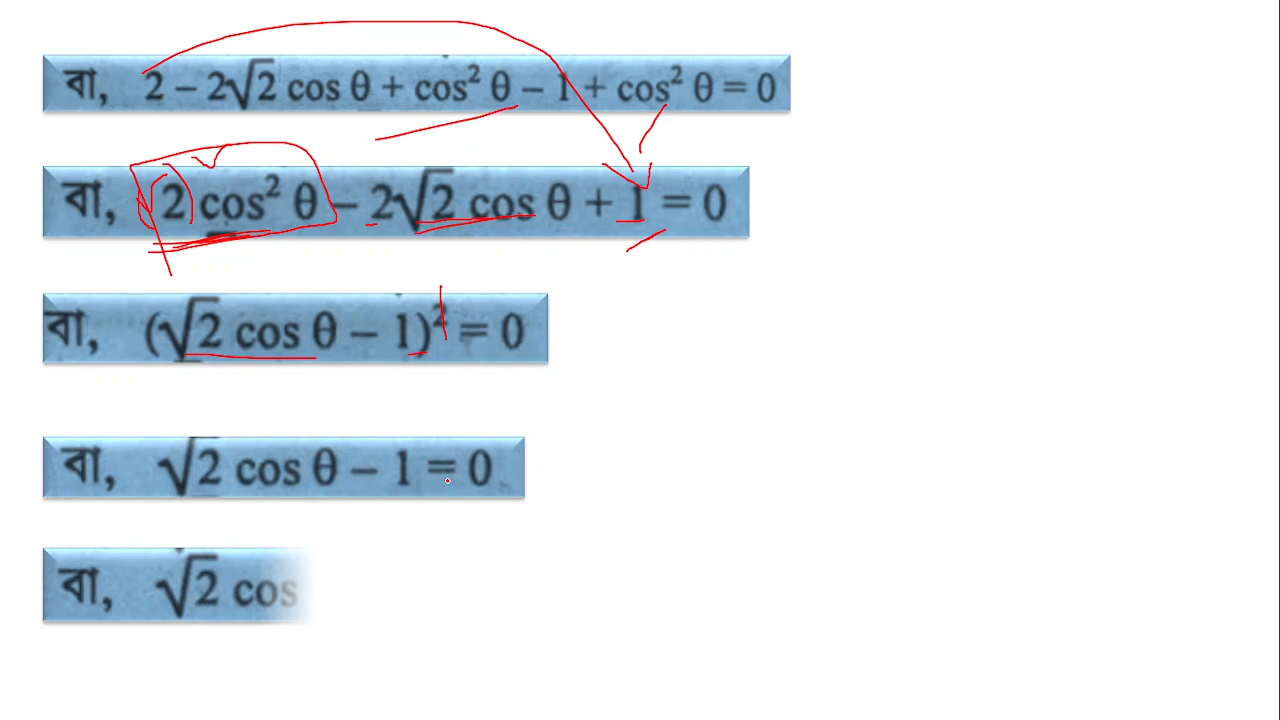 বা, 2 – 2√2 cos θ + cos² θ – 1 + cos² θ = 0
বা, 2 cos² θ – 2√2 cos θ + 1 = 0
বা, (√2 cos θ – 1)² = 0
বা, √2 cos θ – 1 = 0
বা, √2 cos